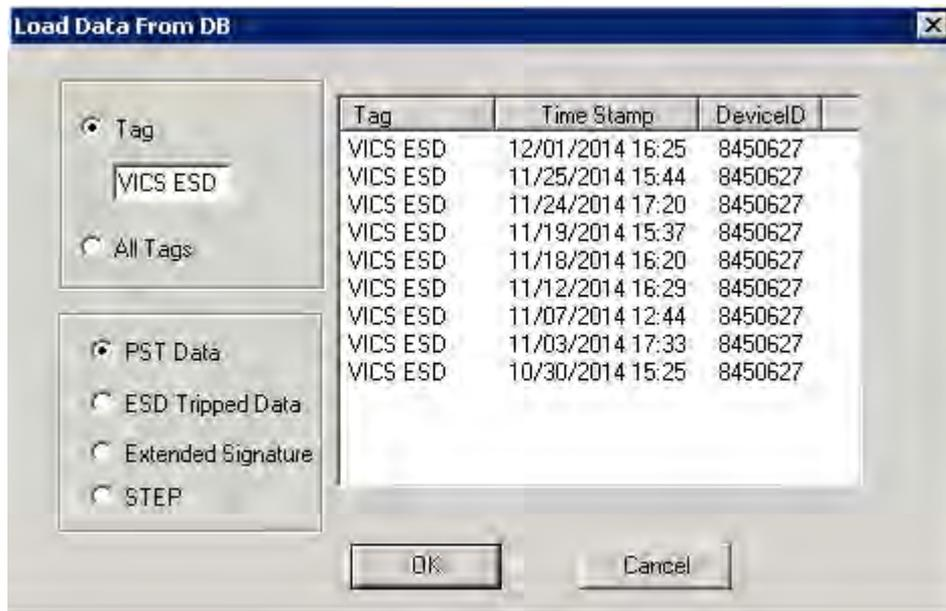 Load Data From DB
Tag
VICS ESD
All Tags
PST Data
ESD Tripped Data
Extended Signature
STEP
Tag Time Stamp DeviceID
VICS ESD 12/01/2014 16:25 8450627
VICS ESD 11/25/2014 15:44 8450627
VICS ESD 11/24/2014 17:20 8450627
VICS ESD 11/19/2014 15:37 8450627
VICS ESD 11/18/2014 16:20 8450627
VICS ESD 11/12/2014 16:29 8450627
VICS ESD 11/07/2014 12:44 8450627
VICS ESD 11/03/2014 17:33 8450627
VICS ESD 10/30/2014 15:25 8450627
OK Cancel